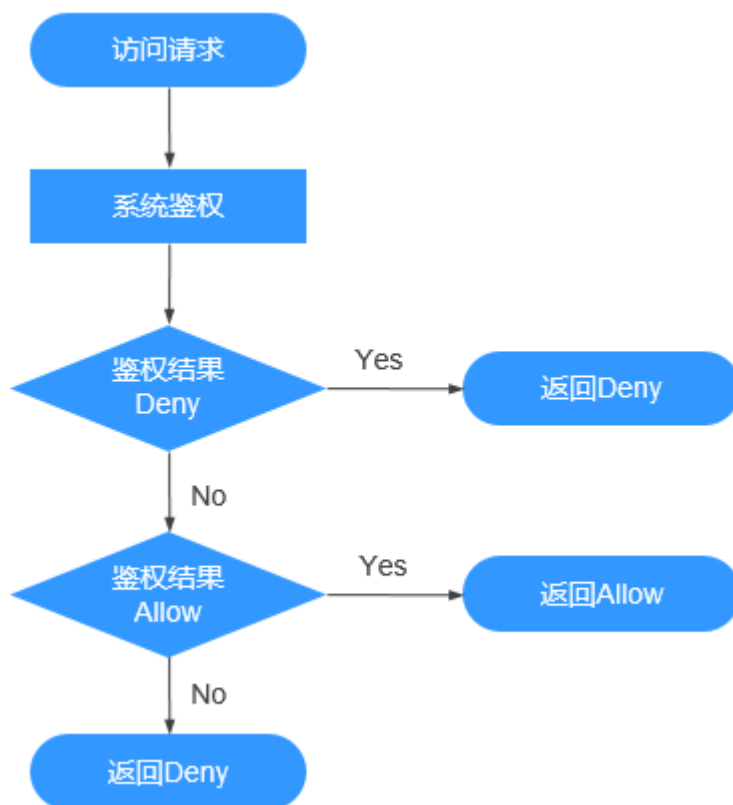 访问请求
系统鉴权
鉴权结果
Deny
Yes
返回Deny
No
鉴权结果
Allow
Yes
返回Allow
No
返回Deny